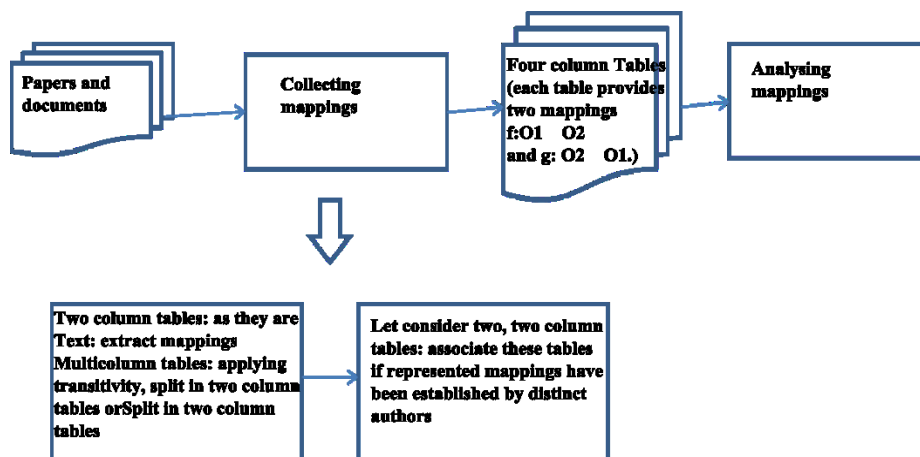 Papers and
documents
Collecting
mappings
Four column Tables
(each table provides
two mappings
f:O1 O2
and g: O2 O1.)
Analysing
mappings
Two column tables: as they are
Text: extract mappings
Multicolumn tables: applying
transitivity, split in two column
tables orSplit in two column
tables
Let consider two, two column
tables: associate these tables
if represented mappings have
been established by distinct
authors